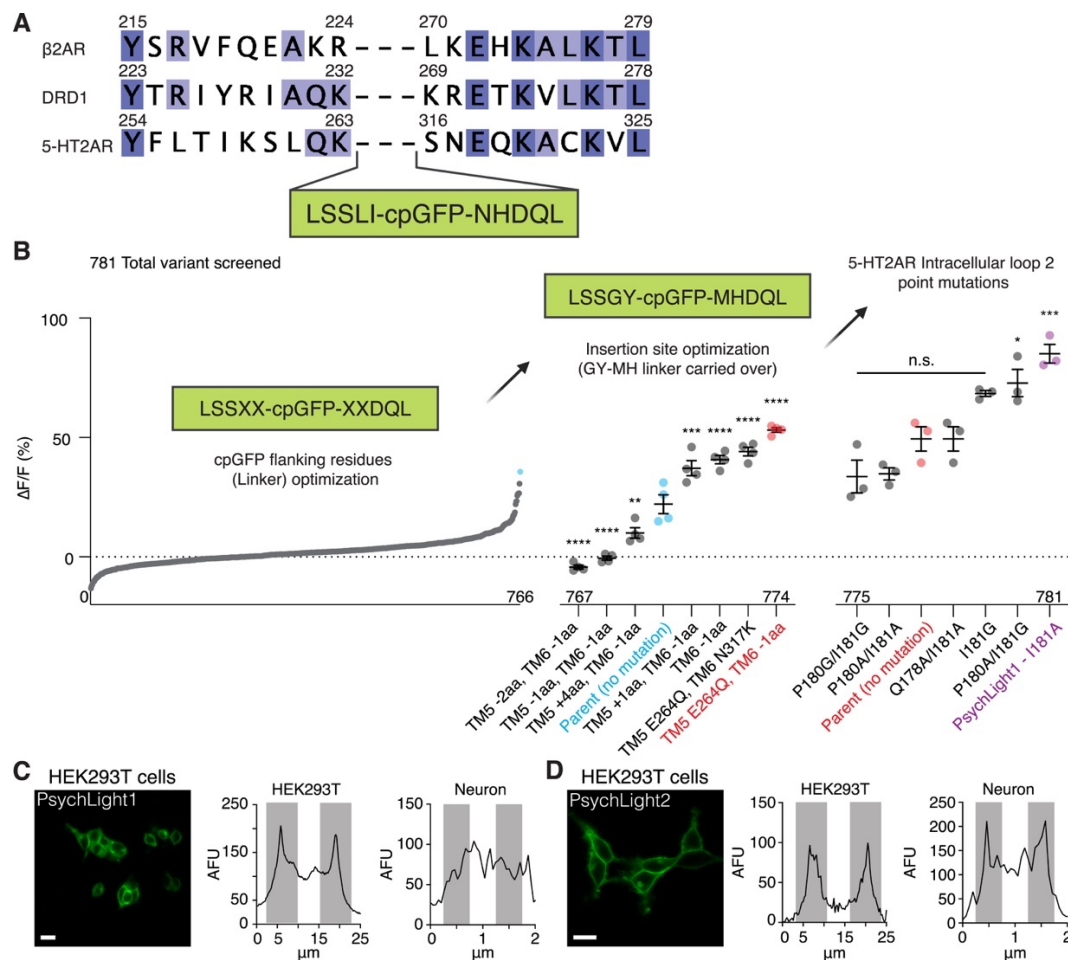 A
215 224 270 279
β2AR YSRVFQEAKR---LKEHKALKTL
223 232 269 278
DRD1 YTRIYRIAQK---KRETKVLKTL
254 263 316 325
5-HT2AR YFLTIKSLQK---SNEQKACKVL
LSSLI-cpGFP-NHDQL
B
781 Total variant screened
5-HT2AR Intracellular loop 2
point mutations
LSSGY-cpGFP-MHDQL
Insertion site optimization
(GY-MH linker carried over)
LSSXX-cpGFP-XXDQL
cpGFP flanking residues
(Linker) optimization
ΔF/F (%)
100
50
0
0 766
**** **** ** *** **** **** ****
767 774
TM5 -2aa, TM6 -1aa
TM5 -1aa, TM6 -1aa
TM5 +4aa, TM6 -1aa
Parent (no mutation)
TM5 +1aa, TM6 -1aa
TM6 -1aa
TM5 E264Q, TM6 N317K
TM5 E264Q, TM6 -1aa
n.s. * ***
775 781
P180G/I181G
P180A/I181A
Parent (no mutation)
Q178A/I181A
I181G
P180A/I181G
PsychLight1 - I181A
C
HEK293T cells
PsychLight1
HEK293T
AFU
250
200
150
100
50
0
0 5 15 25
μm
Neuron
AFU
150
100
50
0
0 1 2
μm
D
HEK293T cells
PsychLight2
HEK293T
AFU
150
100
50
0
0 5 15 25
μm
Neuron
AFU
250
200
150
100
50
0
0 1 2
μm